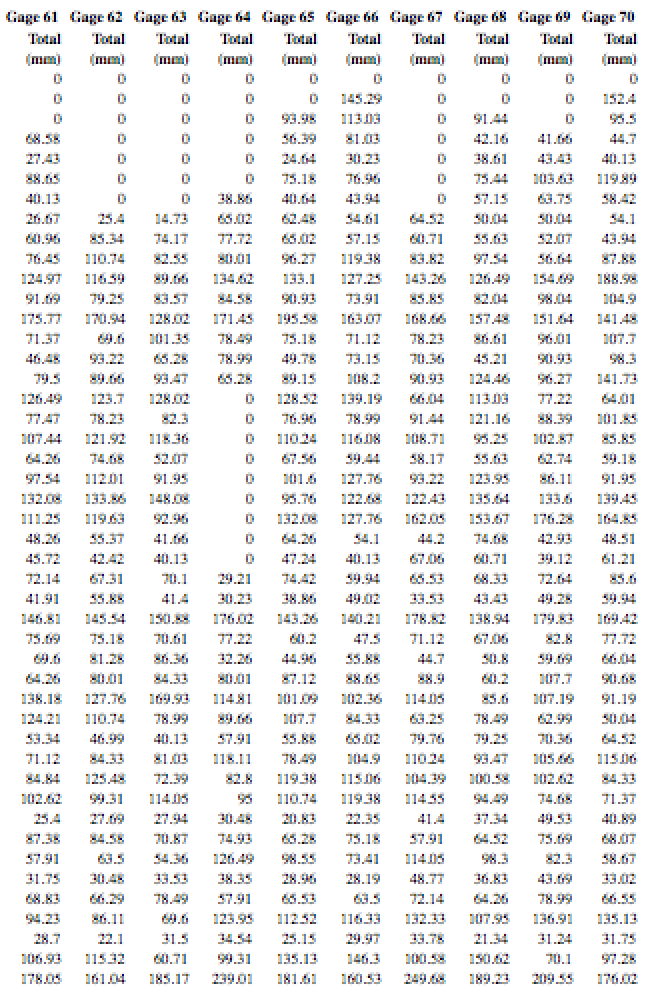 Gage 61 Gage 62 Gage 63 Gage 64 Gage 65 Gage 66 Gage 67 Gage 68 Gage 69 Gage 70
Total Total Total Total Total Total Total Total Total Total
(mm) (mm) (mm) (mm) (mm) (mm) (mm) (mm) (mm) (mm)
0 0 0 0 0 0 0 0 0 0
0 0 0 0 0 145.29 0 0 0 152.4
0 0 0 0 93.98 113.03 0 91.44 0 95.5
68.58 0 0 0 56.39 81.03 0 42.16 41.66 44.7
27.43 0 0 0 24.64 30.23 0 38.61 43.43 40.13
88.65 0 0 0 75.18 76.96 0 75.44 103.63 119.89
40.13 0 0 38.86 40.64 43.94 0 57.15 63.75 58.42
26.67 25.4 14.73 65.02 62.48 54.61 64.52 50.04 50.04 54.1
60.96 85.34 74.17 77.72 65.02 57.15 60.71 55.63 52.07 43.94
76.45 110.74 82.55 80.01 96.27 119.38 83.82 97.54 56.64 87.88
124.97 116.59 89.66 134.62 133.1 127.25 143.26 126.49 154.69 188.98
91.69 79.25 83.57 84.58 90.93 73.91 85.85 82.04 98.04 104.9
175.77 170.94 128.02 171.45 195.58 163.07 168.66 157.48 151.64 141.48
71.37 69.6 101.35 78.49 75.18 71.12 78.23 86.61 96.01 107.7
46.48 93.22 65.28 78.99 49.78 73.15 70.36 45.21 90.93 98.3
79.5 89.66 93.47 65.28 89.15 108.2 90.93 124.46 96.27 141.73
126.49 123.7 128.02 0 128.52 139.19 66.04 113.03 77.22 64.01
77.47 78.23 82.3 0 76.96 78.99 91.44 121.16 88.39 101.85
107.44 121.92 118.36 0 110.24 116.08 108.71 95.25 102.87 85.85
64.26 74.68 52.07 0 67.56 59.44 58.17 55.63 62.74 59.18
97.54 112.01 91.95 0 101.6 127.76 93.22 123.95 86.11 91.95
132.08 133.86 148.08 0 95.76 122.68 122.43 135.64 133.6 139.45
111.25 119.63 92.96 0 132.08 127.76 162.05 153.67 176.28 164.85
48.26 55.37 41.66 0 64.26 54.1 44.2 74.68 42.93 48.51
45.72 42.42 40.13 0 47.24 40.13 67.06 60.71 39.12 61.21
72.14 67.31 70.1 29.21 74.42 59.94 65.53 68.33 72.64 85.6
41.91 55.88 41.4 30.23 38.86 49.02 33.53 43.43 49.28 59.94
146.81 145.54 150.88 176.02 143.26 140.21 178.82 138.94 179.83 169.42
75.69 75.18 70.61 77.22 60.2 47.5 71.12 67.06 82.8 77.72
69.6 81.28 86.36 32.26 44.96 55.88 44.7 50.8 59.69 66.04
64.26 80.01 84.33 80.01 87.12 88.65 88.9 60.2 107.7 90.68
138.18 127.76 169.93 114.81 101.09 102.36 114.05 85.6 107.19 91.19
124.21 110.74 78.99 89.66 107.7 84.33 63.25 78.49 62.99 50.04
53.34 46.99 40.13 57.91 55.88 65.02 79.76 79.25 70.36 64.52
71.12 84.33 81.03 118.11 78.49 104.9 110.24 93.47 105.66 115.06
84.84 125.48 72.39 82.8 119.38 115.06 104.39 100.58 102.62 84.33
102.62 99.31 114.05 95 110.74 119.38 114.55 94.49 74.68 71.37
25.4 27.69 27.94 30.48 20.83 22.35 41.4 37.34 49.53 40.89
87.38 84.58 70.87 74.93 65.28 75.18 57.91 64.52 75.69 68.07
57.91 63.5 54.36 126.49 98.55 73.41 114.05 98.3 82.3 58.67
31.75 30.48 33.53 38.35 28.96 28.19 48.77 36.83 43.69 33.02
68.83 66.29 78.49 57.91 65.53 63.5 72.14 64.26 78.99 66.55
94.23 86.11 69.6 123.95 112.52 116.33 132.33 107.95 136.91 135.13
28.7 22.1 31.5 34.54 25.15 29.97 33.78 21.34 31.24 31.75
106.93 115.32 60.71 99.31 135.13 146.3 100.58 150.62 70.1 97.28
178.05 161.04 185.17 239.01 181.61 160.53 249.68 189.23 209.55 176.02